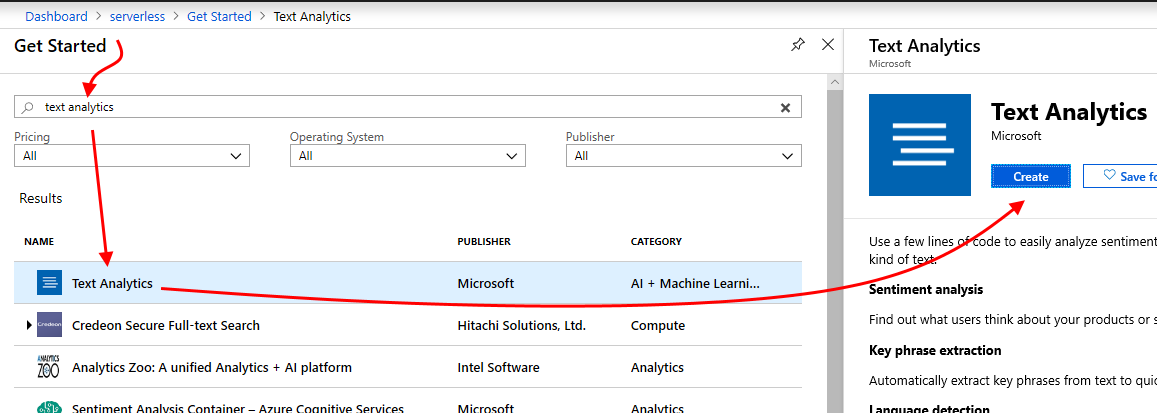 Dashboard > serverless > Get Started > Text Analytics
Get Started
text analytics
Pricing
All
Operating System
All
Publisher
All
Results
NAME PUBLISHER CATEGORY
Text Analytics Microsoft AI + Machine Learni...
Credeon Credeon Secure Full-text Search Hitachi Solutions, Ltd. Compute
ANALYTICS ZOO Analytics Zoo: A unified Analytics + AI platform Intel Software Analytics
Sentiment Analysis Container – Azure Cognitive Services Microsoft Analytics
Text Analytics
Microsoft
Text Analytics
Microsoft
Create
Save fo
Use a few lines of code to easily analyze sentiment
kind of text.
Sentiment analysis
Find out what users think about your products or s
Key phrase extraction
Automatically extract key phrases from text to quic
Language detection